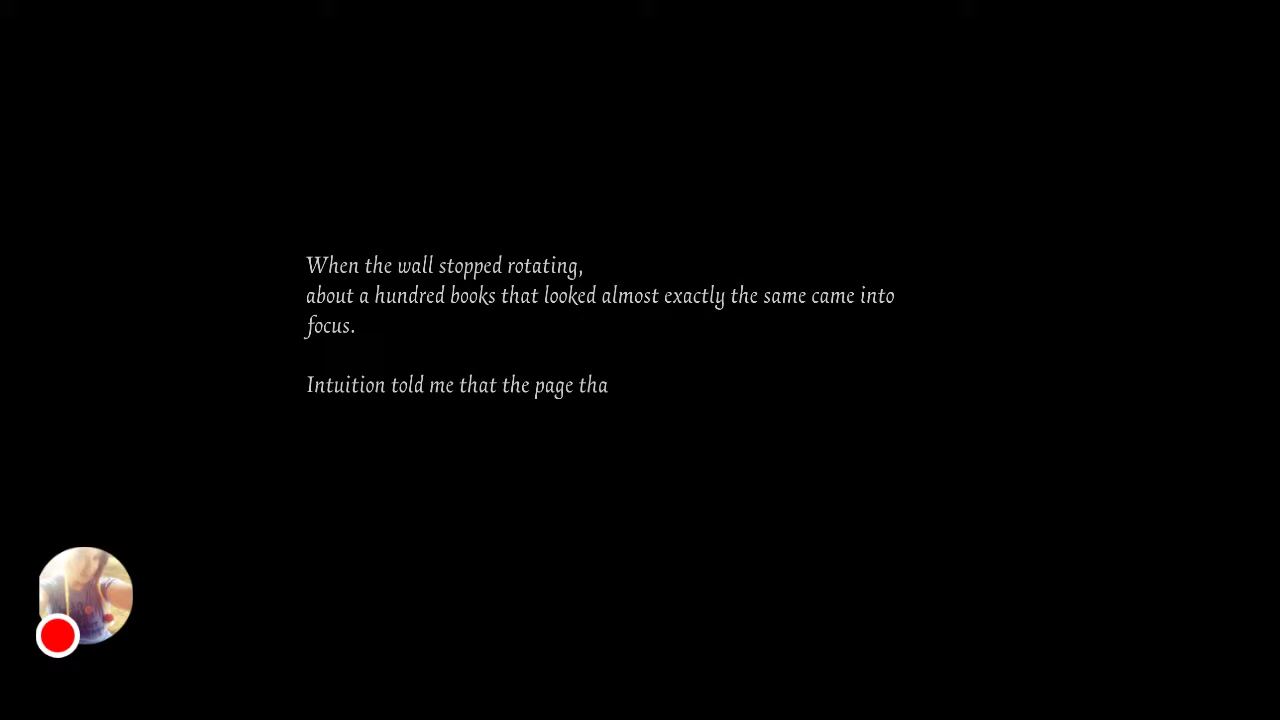 When the wall stopped rotating,
about a hundred books that looked almost exactly the same came into
focus.
Intuition told me that the page tha